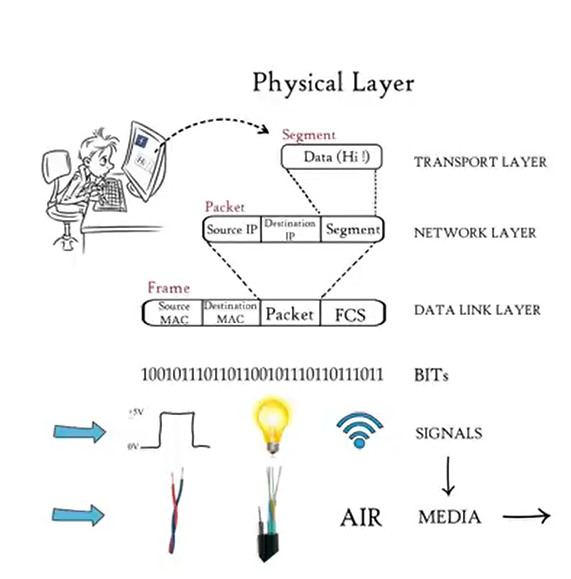 Physical Layer
Segment
Data (Hi !)
TRANSPORT LAYER
Hi !
Packet
Source IP
Destination
IP
Segment
NETWORK LAYER
Frame
Source
MAC
Destination
MAC
Packet
FCS
DATA LINK LAYER
1001011101101100101110110111011
BITs
+5V
0V
SIGNALS
AIR
MEDIA